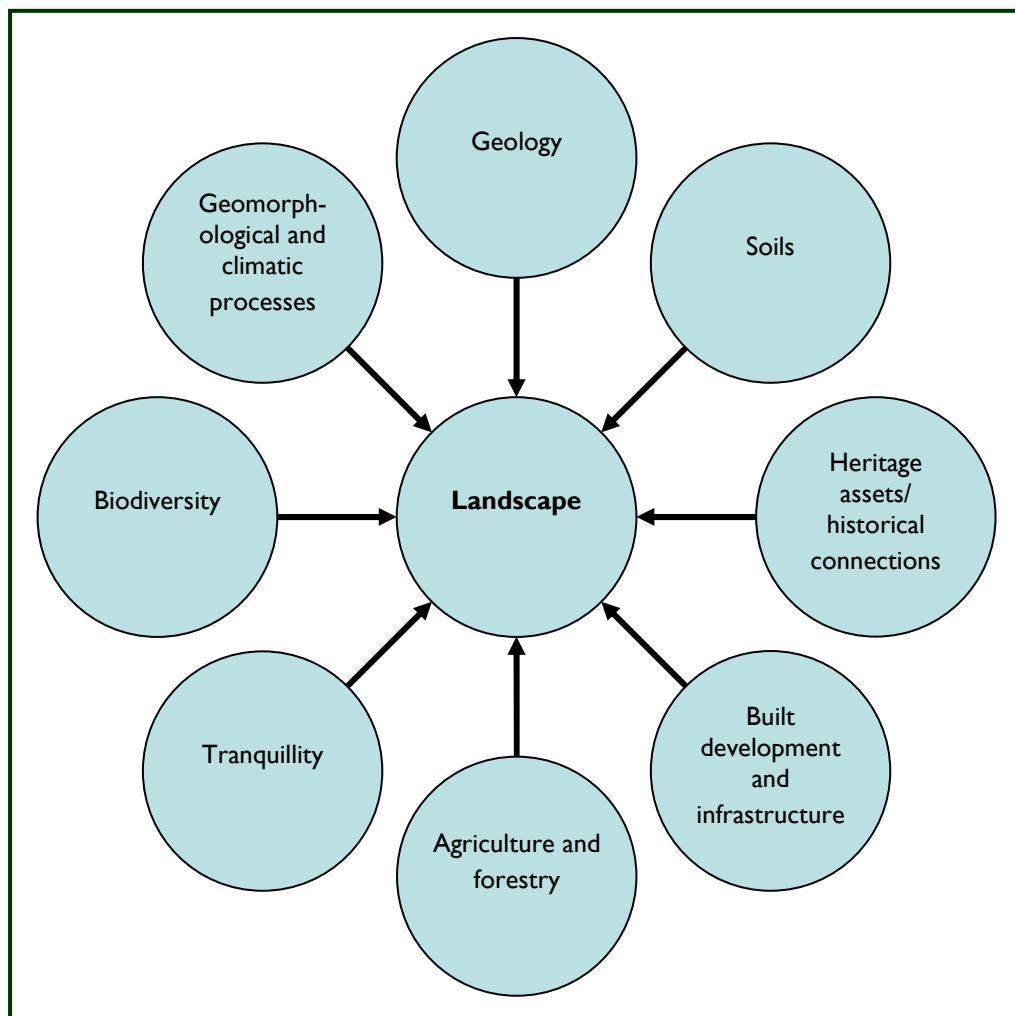 Geology
Geomorph-
ological and
climatic
processes
Soils
Biodiversity
Landscape
Heritage
assets/
historical
connections
Tranquillity
Built
development
and
infrastructure
Agriculture and
forestry